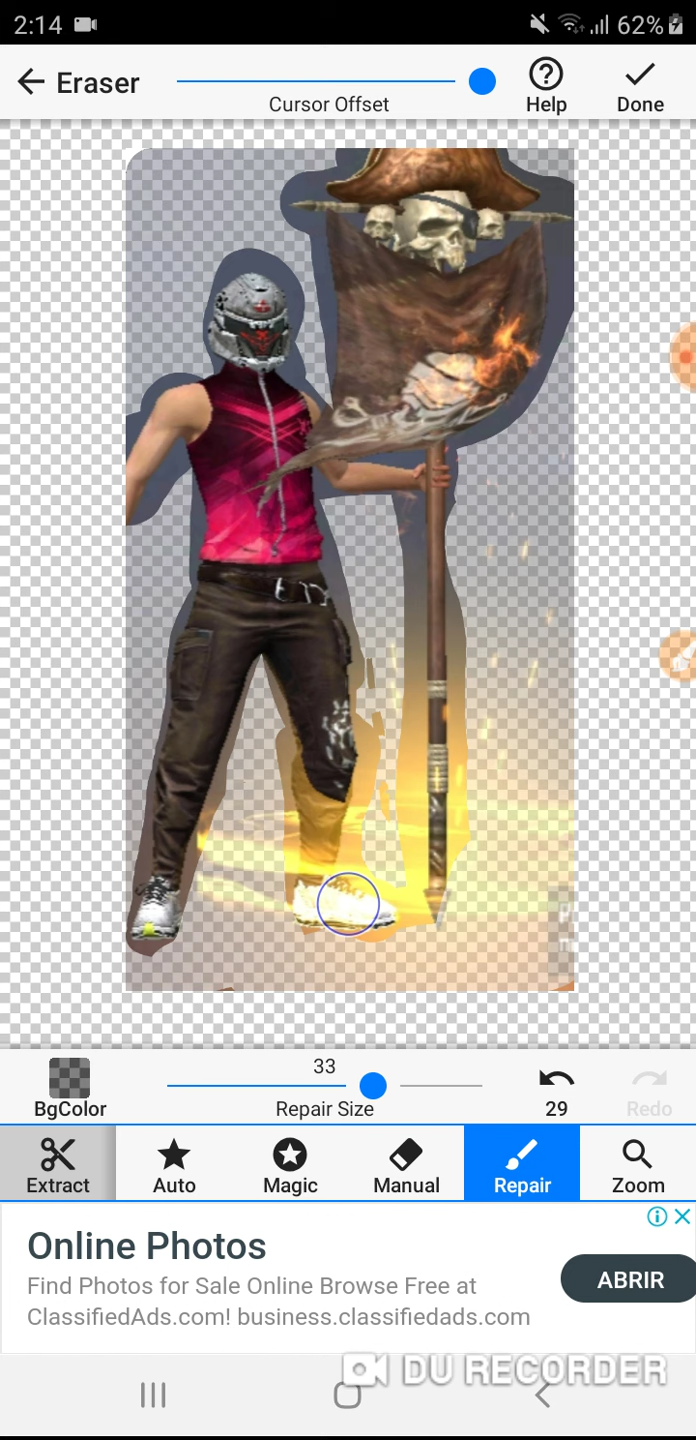 2:14
62%
Eraser
Cursor Offset
Help
Done
33
BgColor
Repair Size
29
Redo
Extract
Auto
Magic
Manual
Repair
Zoom
Online Photos
Find Photos for Sale Online Browse Free at
ClassifiedAds.com! business.classifiedads.com
ABRIR
DU RECORDER